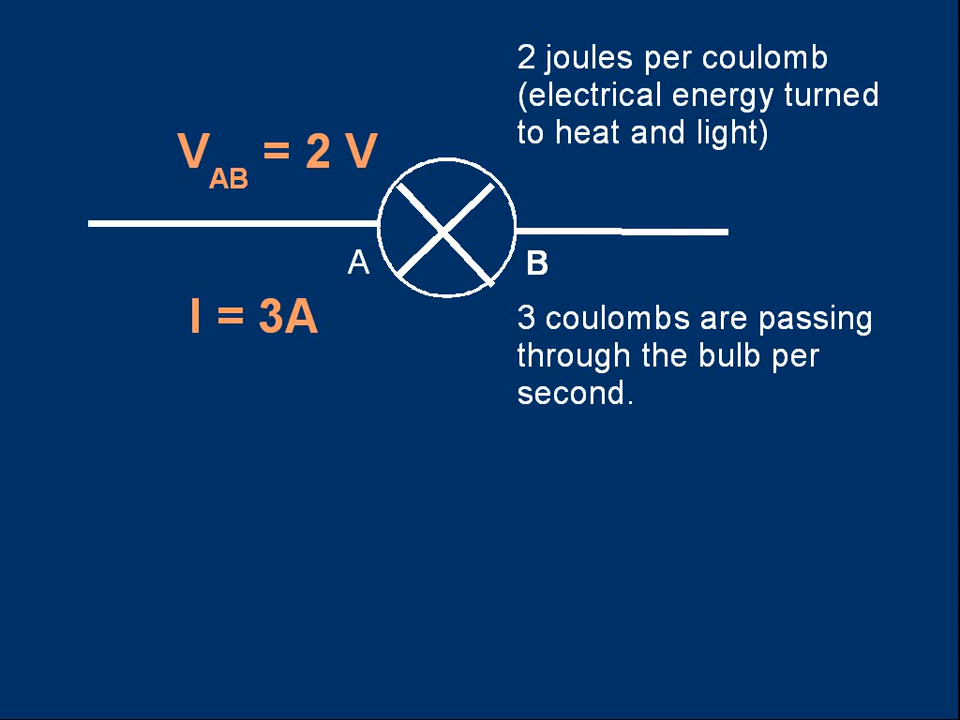 2 joules per coulomb
(electrical energy turned
to heat and light)
V AB = 2 V
A
B
I = 3A
3 coulombs are passing
through the bulb per
second.